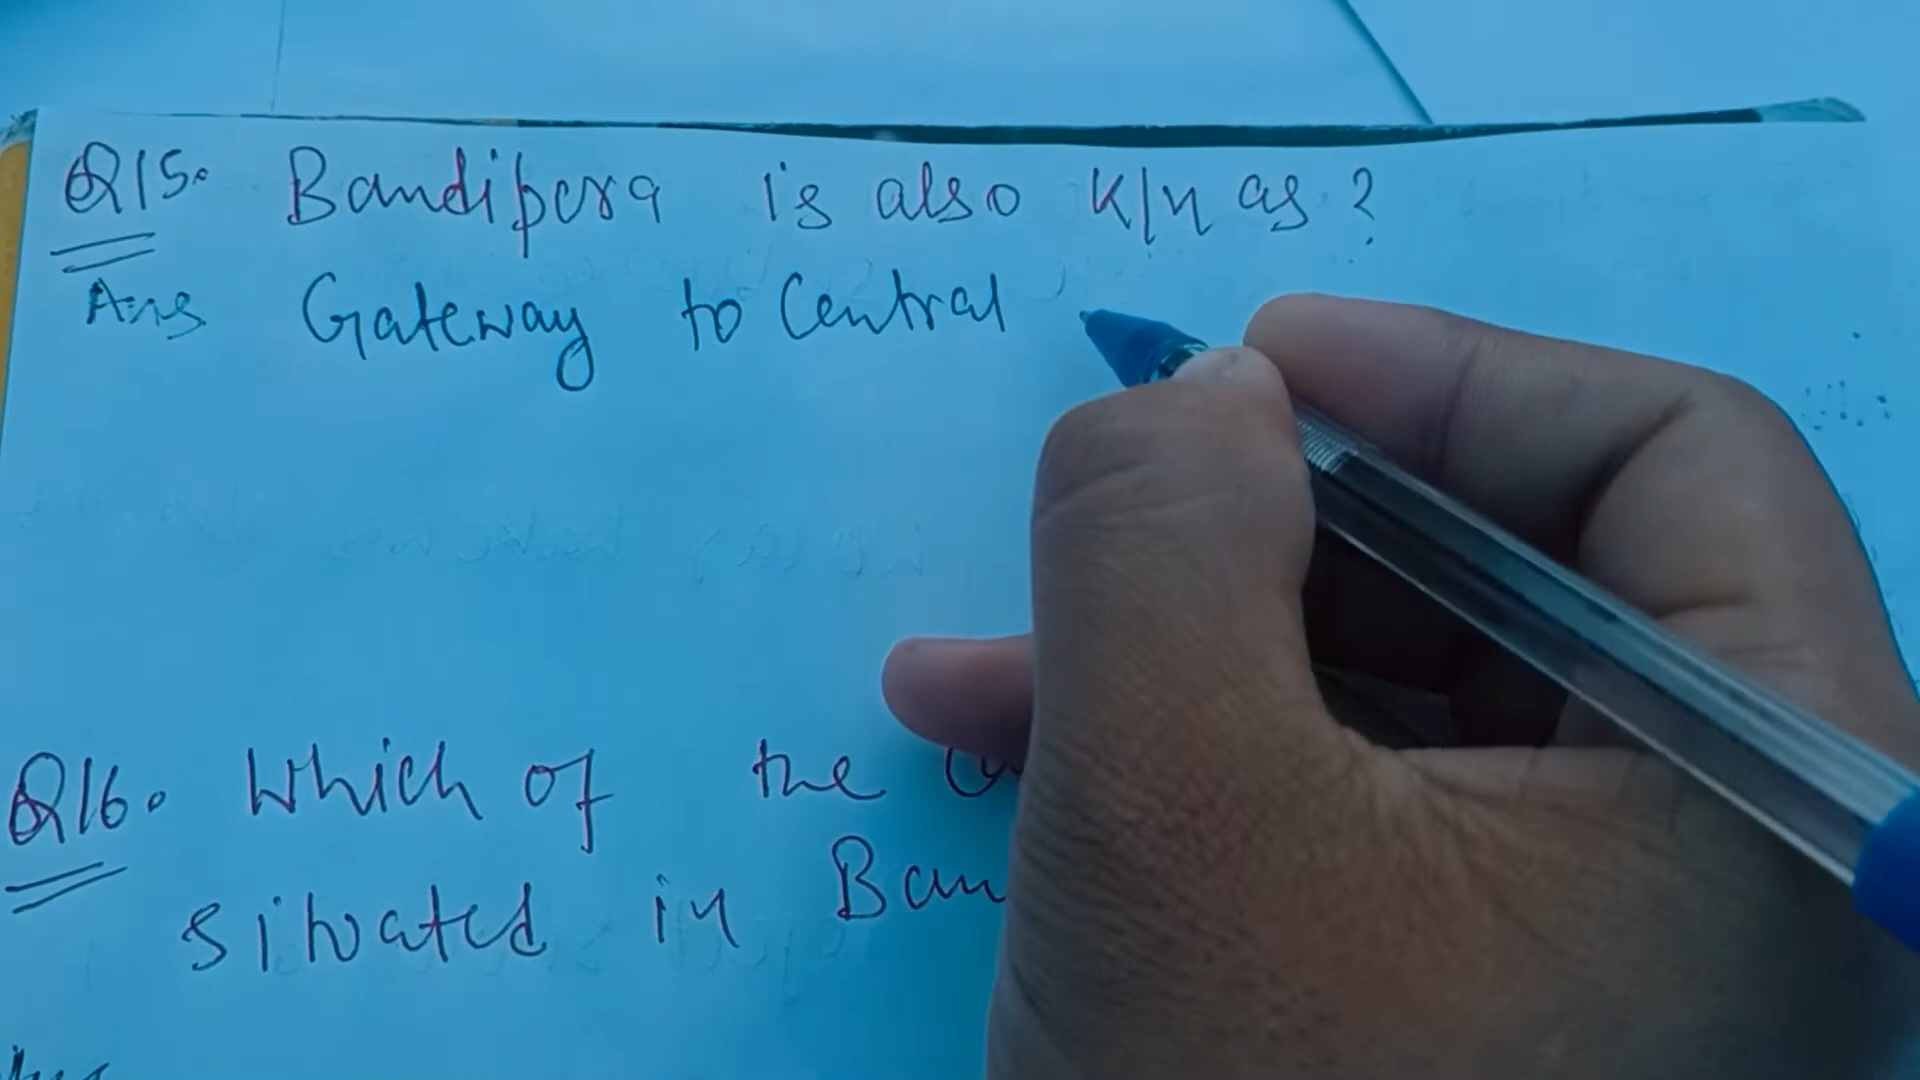 Q15. Bandipora is also K/n as ?
Ans Gateway to Central
Q16. Which of the
situated in Ban